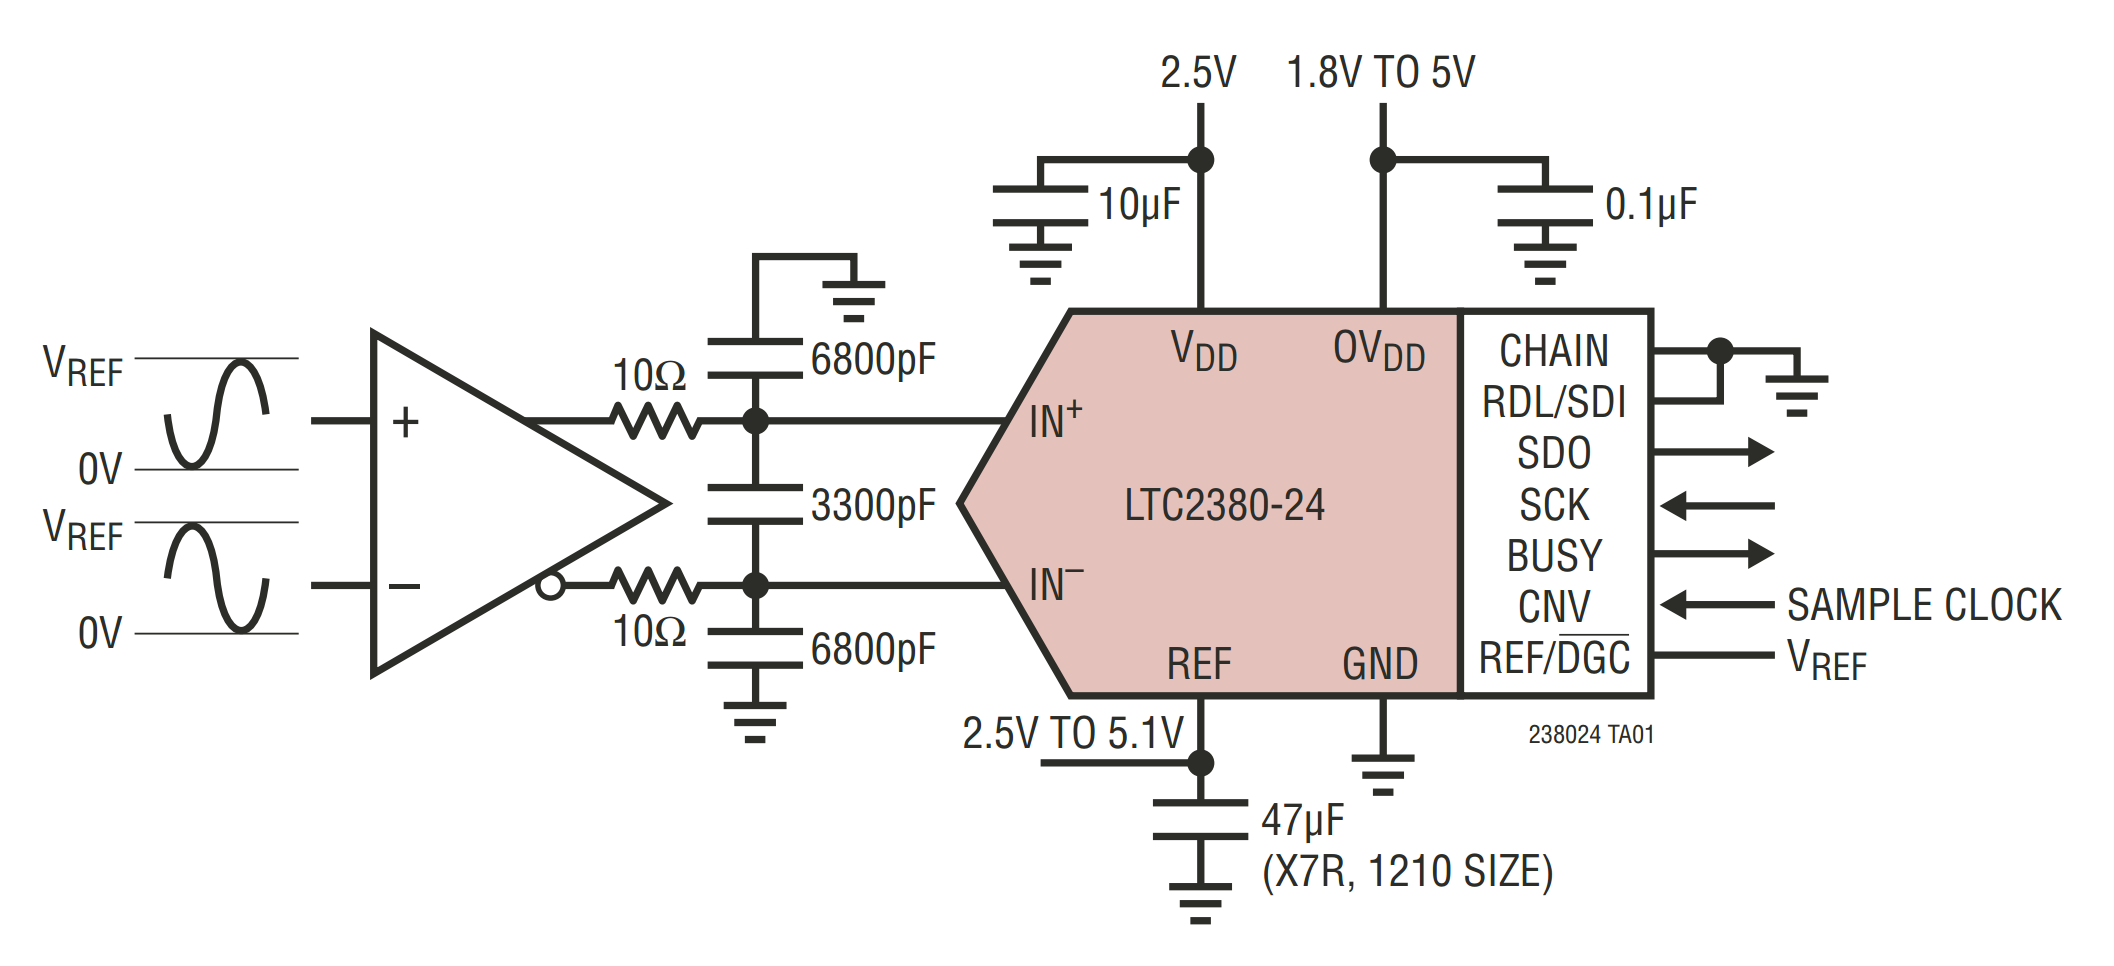 2.5V
1.8V TO 5V
10µF
0.1µF
VREF
0V
VREF
0V
+
–
10Ω
10Ω
6800pF
3300pF
6800pF
VDD
OVDD
IN+
LTC2380-24
IN–
REF
GND
CHAIN
RDL/SDI
SDO
SCK
BUSY
CNV
REF/D̅G̅C̅
SAMPLE CLOCK
VREF
2.5V TO 5.1V
47µF
(X7R, 1210 SIZE)
238024 TA01